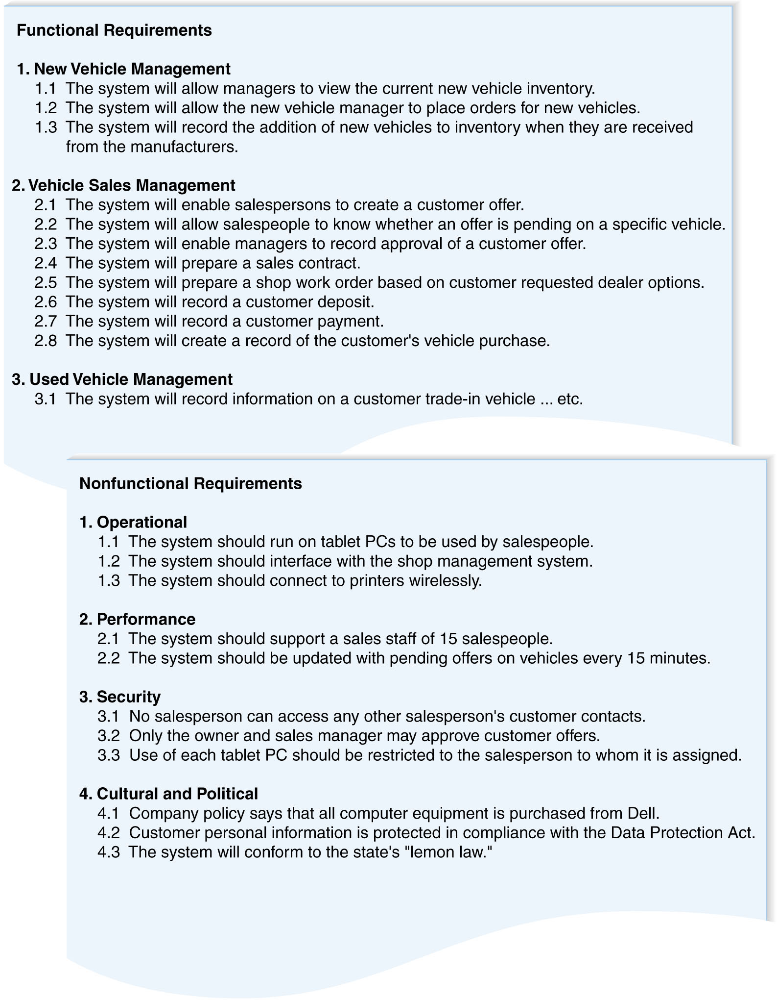 Functional Requirements
1. New Vehicle Management
1.1 The system will allow managers to view the current new vehicle inventory.
1.2 The system will allow the new vehicle manager to place orders for new vehicles.
1.3 The system will record the addition of new vehicles to inventory when they are received
from the manufacturers.
2. Vehicle Sales Management
2.1 The system will enable salespersons to create a customer offer.
2.2 The system will allow salespeople to know whether an offer is pending on a specific vehicle.
2.3 The system will enable managers to record approval of a customer offer.
2.4 The system will prepare a sales contract.
2.5 The system will prepare a shop work order based on customer requested dealer options.
2.6 The system will record a customer deposit.
2.7 The system will record a customer payment.
2.8 The system will create a record of the customer's vehicle purchase.
3. Used Vehicle Management
3.1 The system will record information on a customer trade-in vehicle ... etc.
Nonfunctional Requirements
1. Operational
1.1 The system should run on tablet PCs to be used by salespeople.
1.2 The system should interface with the shop management system.
1.3 The system should connect to printers wirelessly.
2. Performance
2.1 The system should support a sales staff of 15 salespeople.
2.2 The system should be updated with pending offers on vehicles every 15 minutes.
3. Security
3.1 No salesperson can access any other salesperson's customer contacts.
3.2 Only the owner and sales manager may approve customer offers.
3.3 Use of each tablet PC should be restricted to the salesperson to whom it is assigned.
4. Cultural and Political
4.1 Company policy says that all computer equipment is purchased from Dell.
4.2 Customer personal information is protected in compliance with the Data Protection Act.
4.3 The system will conform to the state's "lemon law."